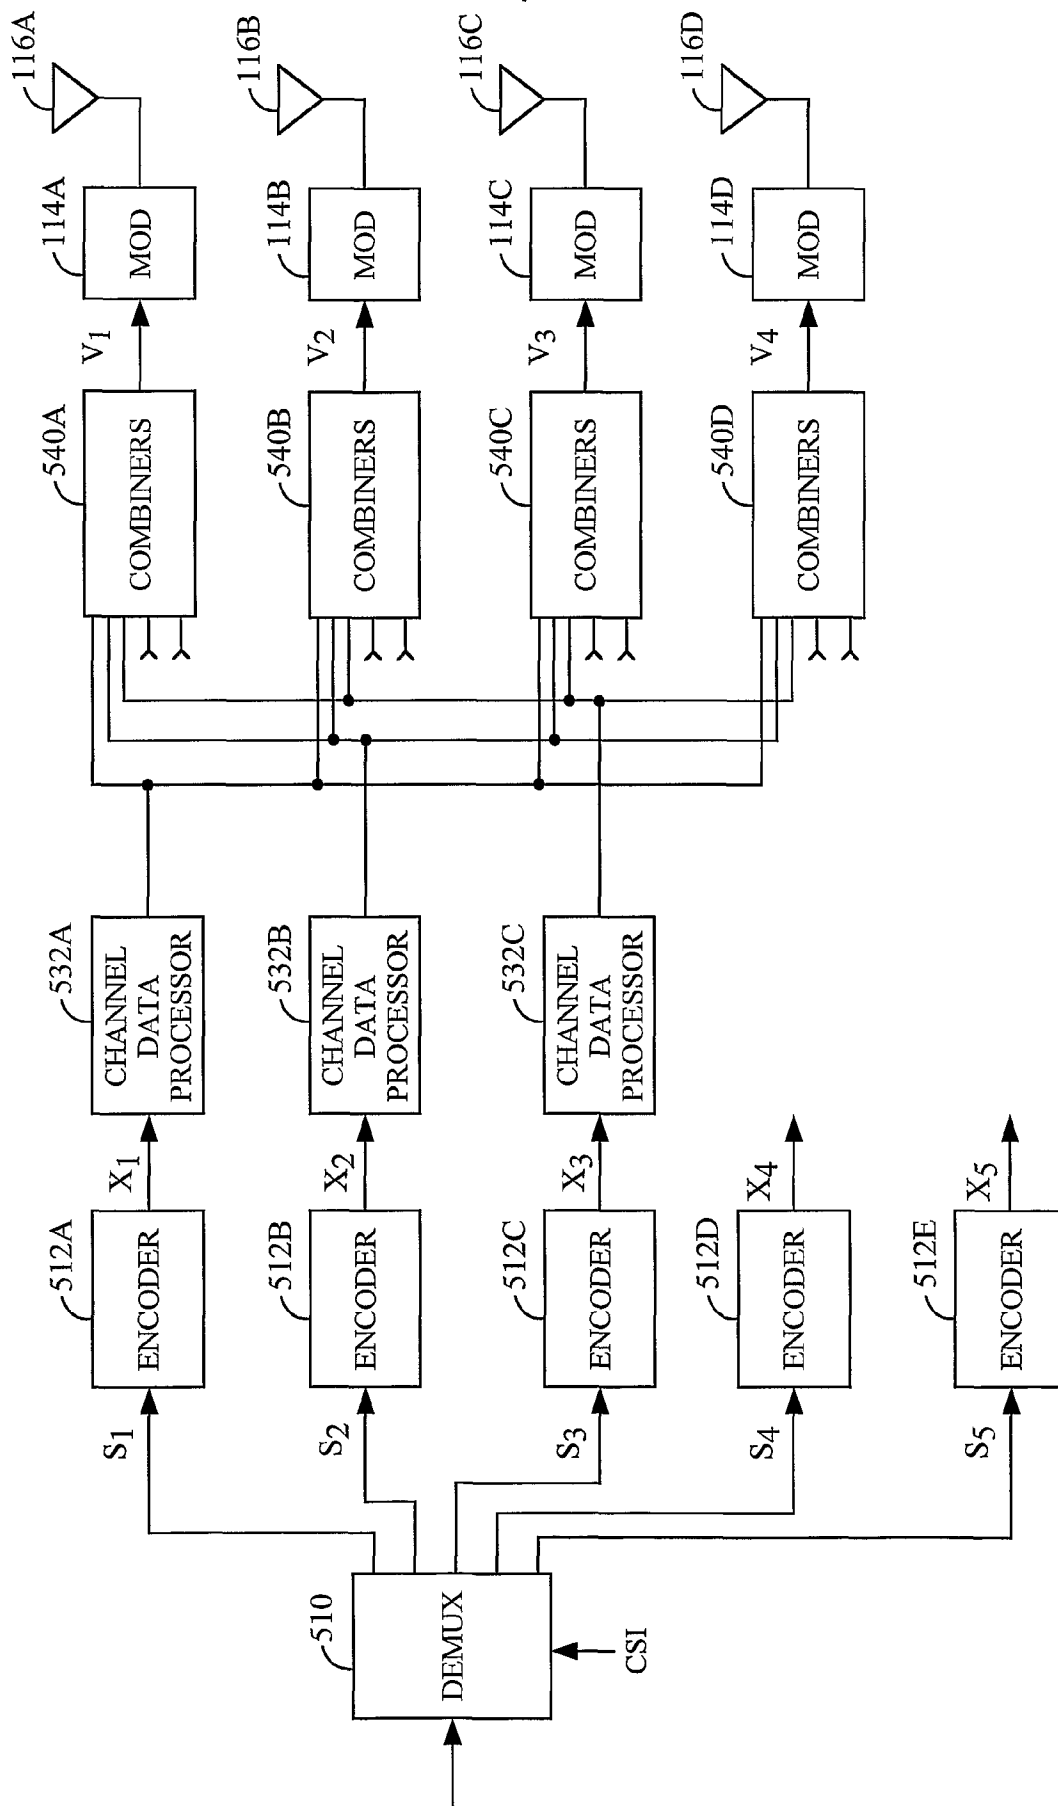 510
DEMUX
CSI
S1
S2
S3
S4
S5
512A
ENCODER
512B
ENCODER
512C
ENCODER
512D
ENCODER
512E
ENCODER
X1
X2
X3
X4
X5
532A
CHANNEL
DATA
PROCESSOR
532B
CHANNEL
DATA
PROCESSOR
532C
CHANNEL
DATA
PROCESSOR
540A
COMBINERS
540B
COMBINERS
540C
COMBINERS
540D
COMBINERS
V1
V2
V3
V4
114A
MOD
114B
MOD
114C
MOD
114D
MOD
116A
116B
116C
116D